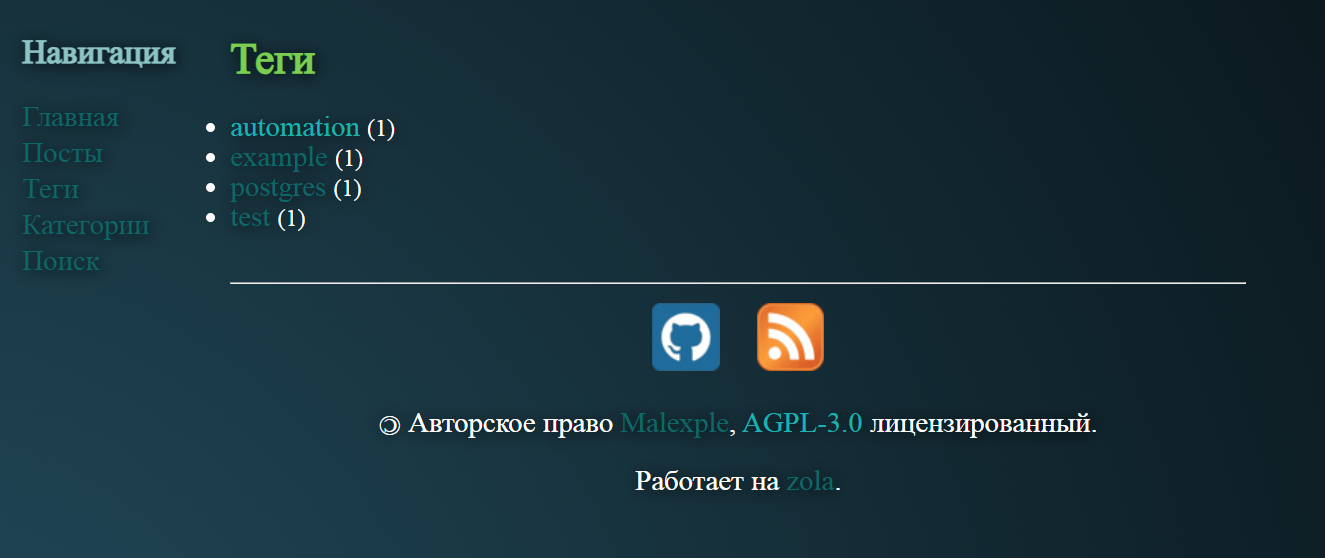 Навигация
Главная
Посты
Теги
Категории
Поиск
Теги
automation (1)
example (1)
postgres (1)
test (1)
🄯 Авторское право Malexple, AGPL-3.0 лицензированный.
Работает на zola.